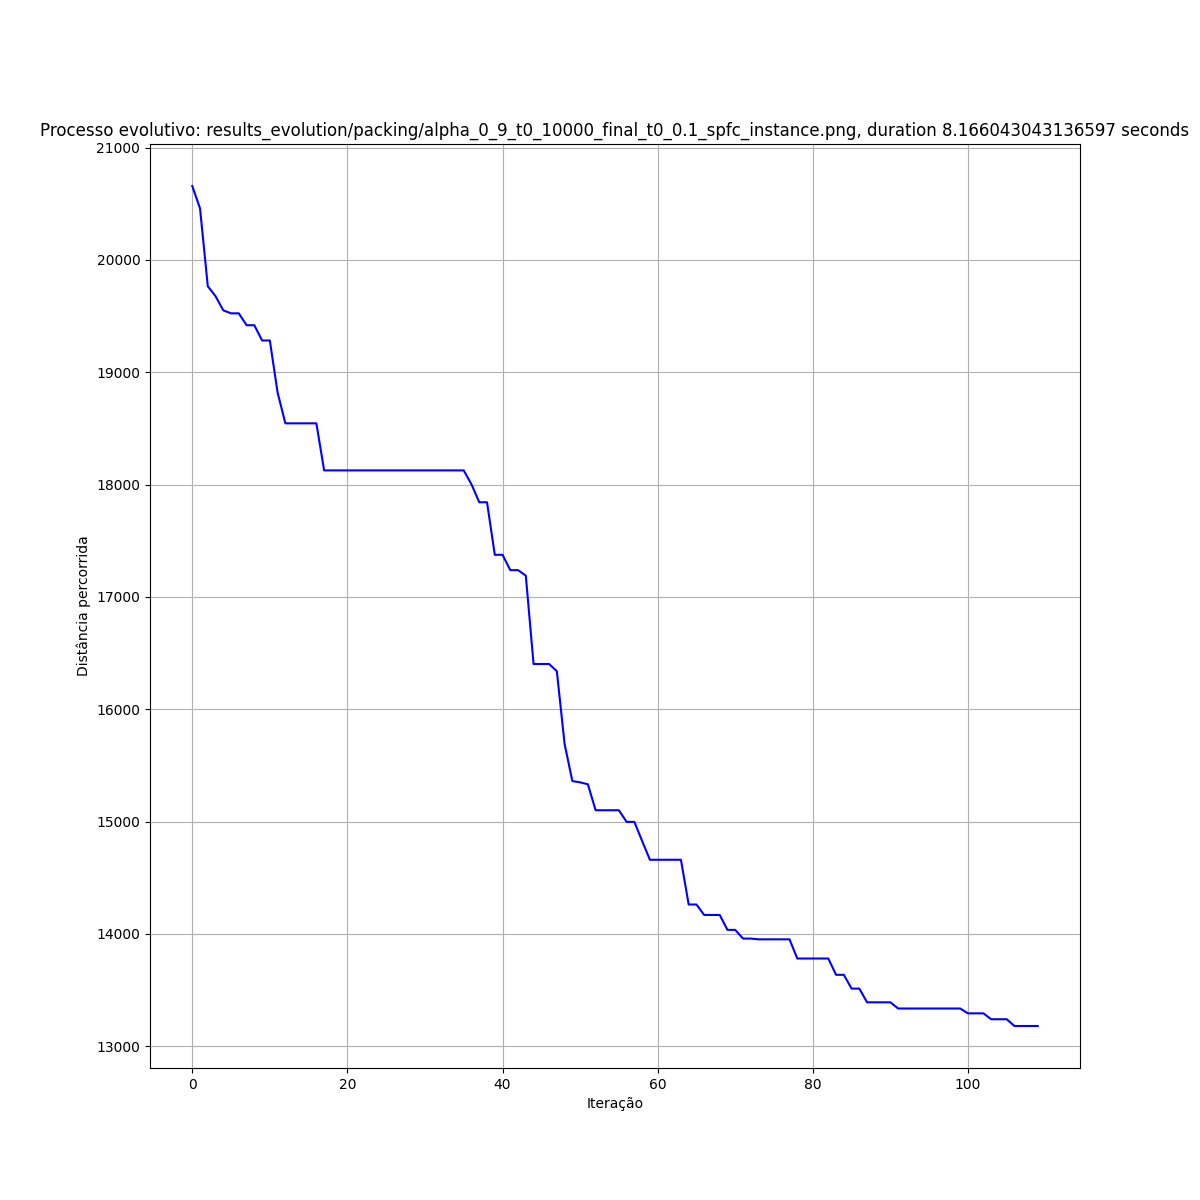 Processo evolutivo: results_evolution/packing/alpha_0_9_t0_10000_final_t0_0.1_spfc_instance.png, duration 8.166043043136597 seconds
21000
20000
19000
18000
17000
16000
15000
14000
13000
Distância percorrida
0 20 40 60 80 100
Iteração